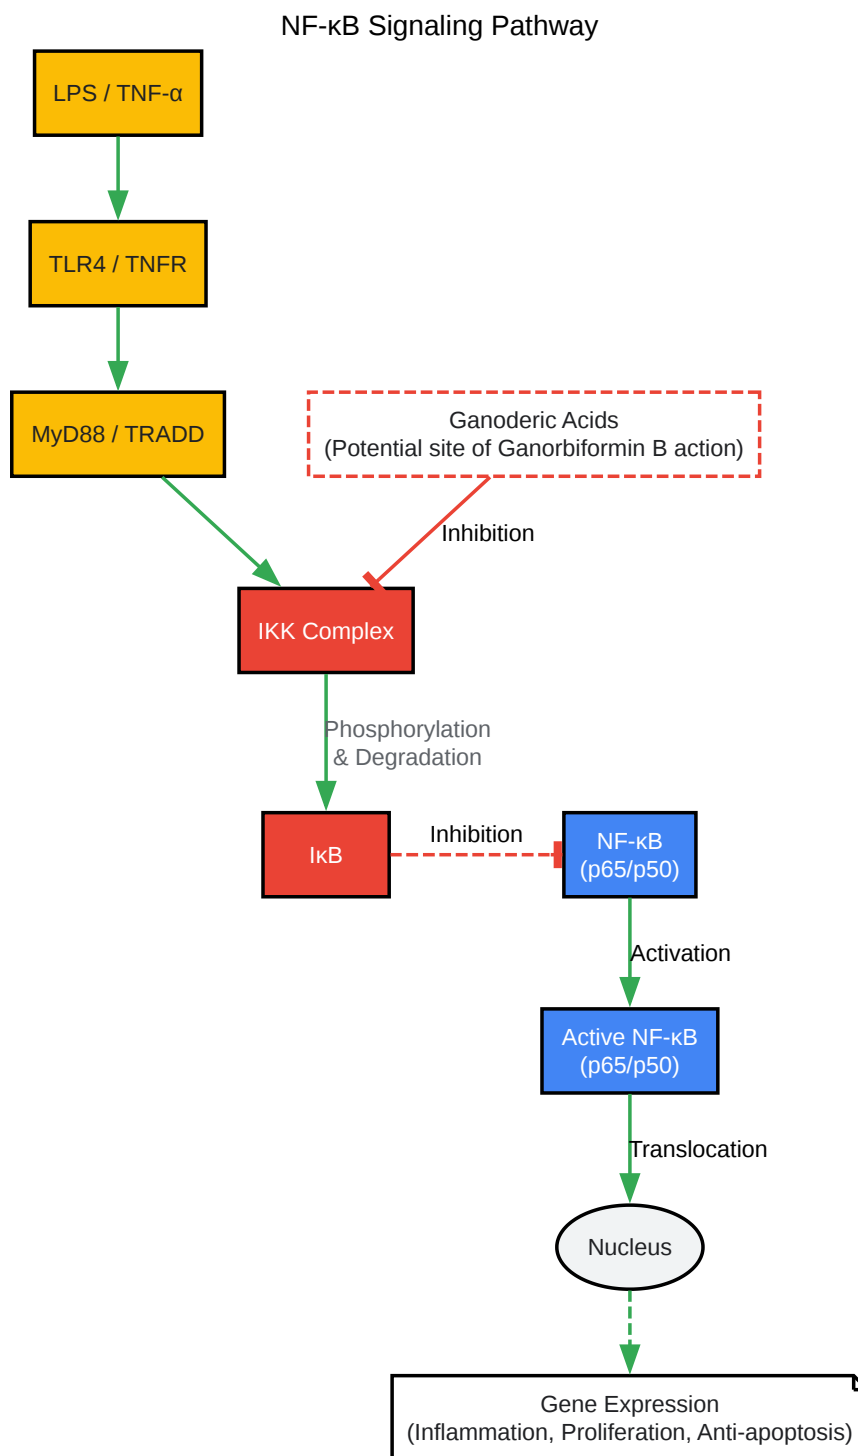 NF-κB Signaling Pathway
LPS / TNF-α
TLR4 / TNFR
MyD88 / TRADD
Ganoderic Acids
(Potential site of Ganorbiformin B action)
Inhibition
IKK Complex
Phosphorylation
& Degradation
IκB
Inhibition
NF-κB
(p65/p50)
Activation
Active NF-κB
(p65/p50)
Translocation
Nucleus
Gene Expression
(Inflammation, Proliferation, Anti-apoptosis)